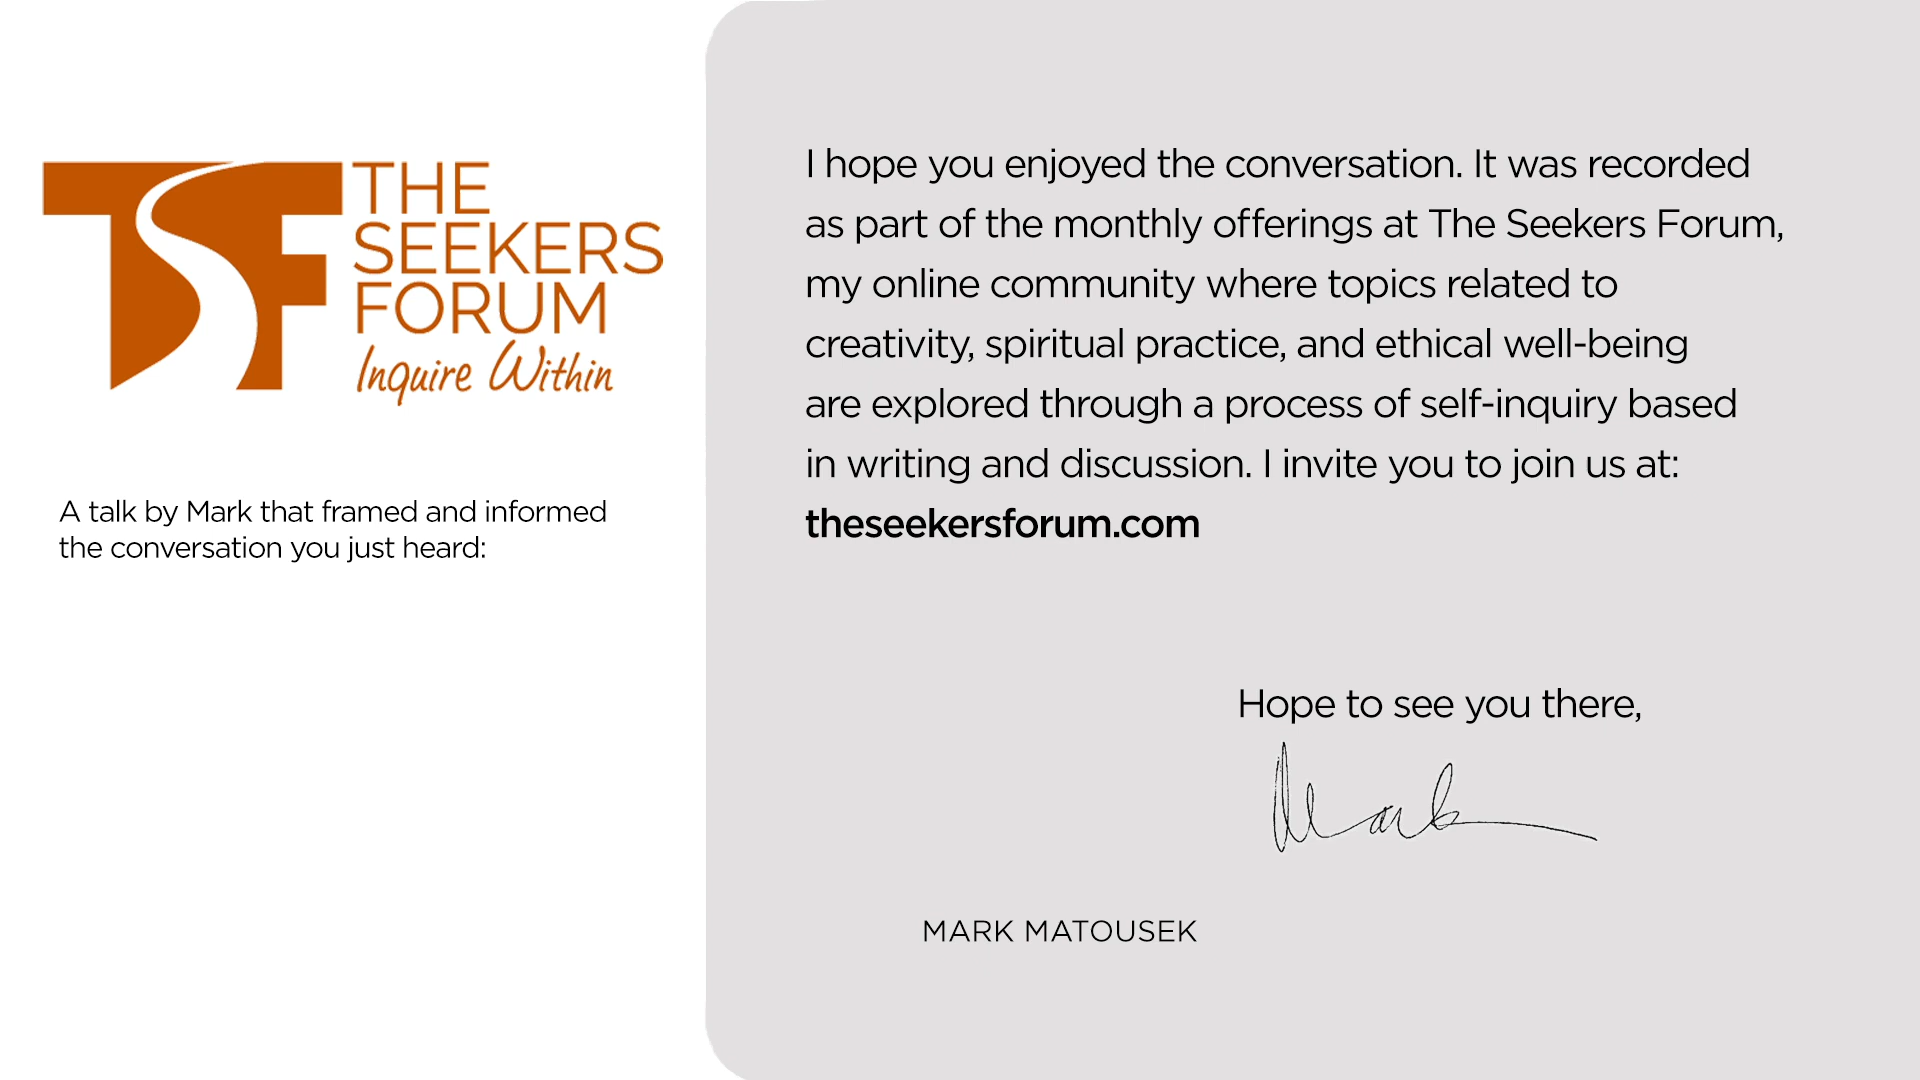 TSF
THE
SEEKERS
FORUM
Inquire Within
A talk by Mark that framed and informed
the conversation you just heard:
I hope you enjoyed the conversation. It was recorded
as part of the monthly offerings at The Seekers Forum,
my online community where topics related to
creativity, spiritual practice, and ethical well-being
are explored through a process of self-inquiry based
in writing and discussion. I invite you to join us at:
theseekersforum.com
Hope to see you there,
Mark
MARK MATOUSEK